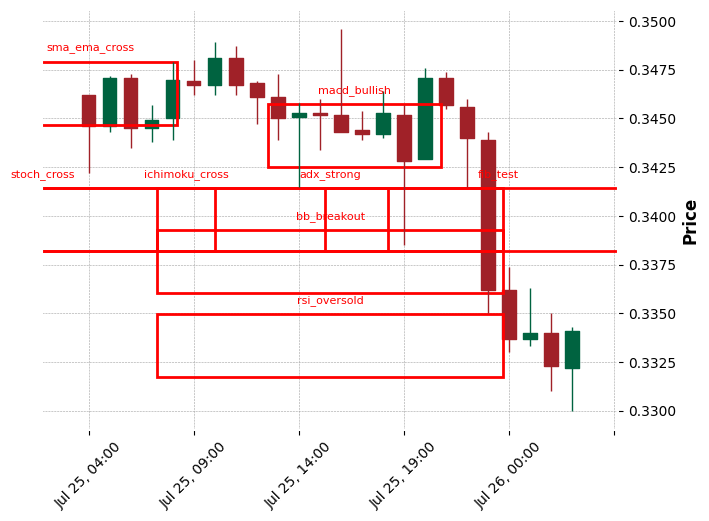 sma_ema_cross
macd_bullish
stoch_cross
ichimoku_cross
adx_strong
bb_breakout
rsi_oversold
0.3500
0.3475
0.3450
0.3425
0.3400
0.3375
0.3350
0.3325
0.3300
Price
Jul 25, 04:00
Jul 25, 09:00
Jul 25, 14:00
Jul 25, 19:00
Jul 26, 00:00